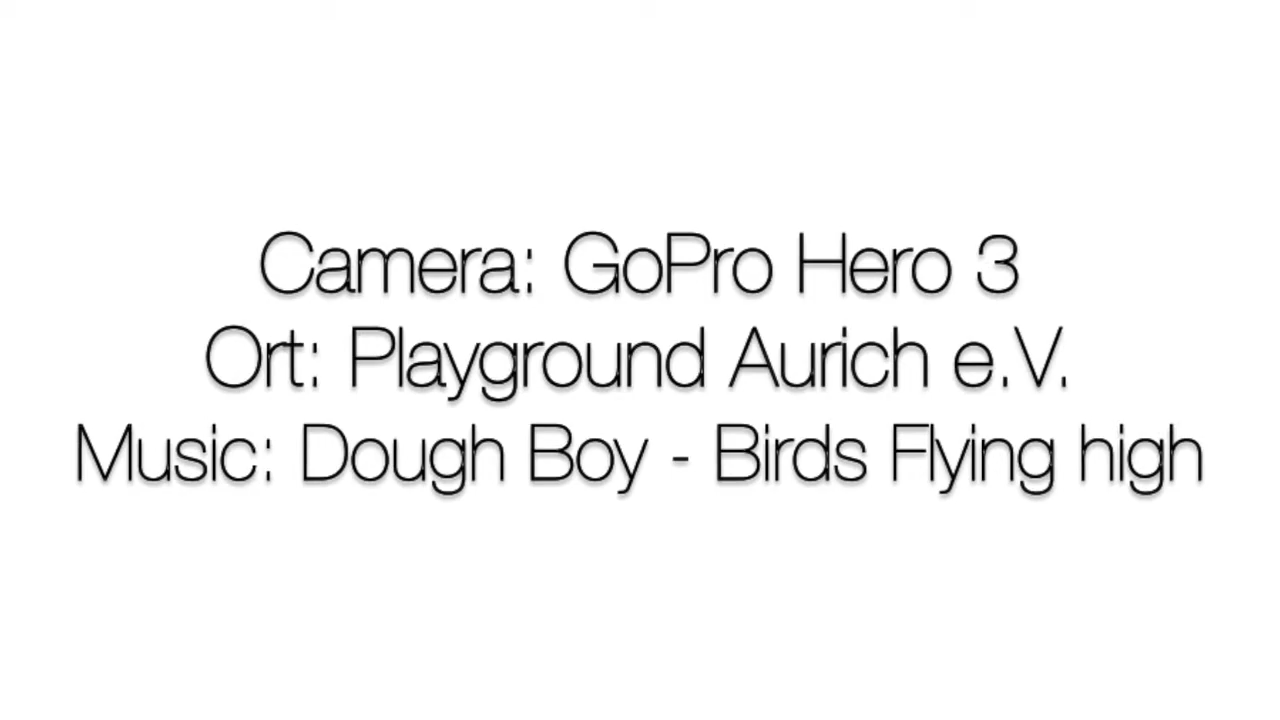 Camera: GoPro Hero 3
Ort: Playground Aurich e.V.
Music: Dough Boy - Birds Flying high